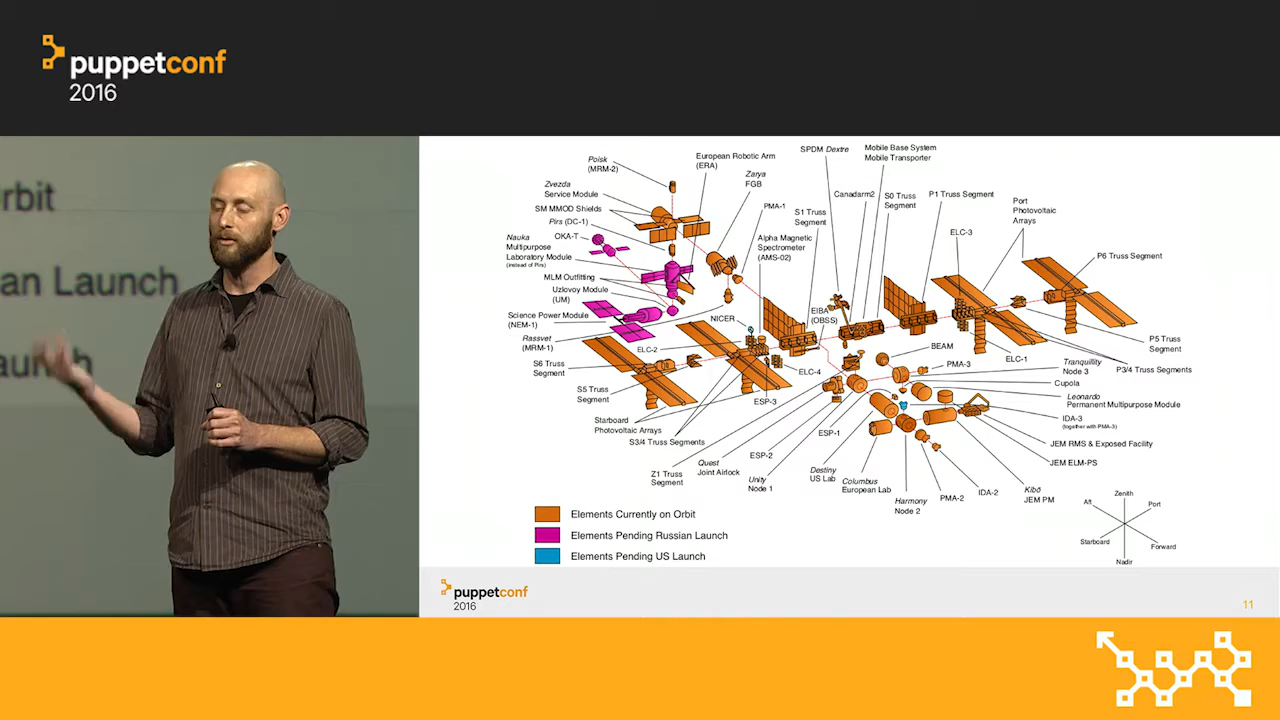 puppetconf
2016
rbit
an Launch
aunch
Poisk
(MRM-2)
European Robotic Arm
(ERA)
SPDM Dextre
Mobile Base System
Mobile Transporter
Zvezda
Service Module
Zarya
FGB
SM MMOD Shields
Pirs (DC-1)
PMA-1
S1 Truss
Segment
Canadarm2
S0 Truss
Segment
P1 Truss Segment
Port
Photovoltaic
Arrays
Nauka
Multipurpose
Laboratory Module
(instead of Pirs)
OKA-T
Alpha Magnetic
Spectrometer
(AMS-02)
ELC-3
P6 Truss Segment
MLM Outfitting
Uzlovoy Module
(UM)
Science Power Module
(NEM-1)
NICER
EIBA
(OBSS)
Rassvet
(MRM-1)
ELC-2
BEAM
P5 Truss
Segment
S6 Truss
Segment
ELC-4
PMA-3
ELC-1
Tranquility
Node 3
P3/4 Truss Segments
Cupola
S5 Truss
Segment
ESP-3
Leonardo
Permanent Multipurpose Module
Starboard
Photovoltaic Arrays
IDA-3
(together with PMA-3)
S3/4 Truss Segments
ESP-1
JEM RMS & Exposed Facility
ESP-2
JEM ELM-PS
Z1 Truss
Segment
Quest
Joint Airlock
Unity
Node 1
Destiny
US Lab
Columbus
European Lab
Harmony
Node 2
PMA-2
IDA-2
Kibō
JEM PM
Elements Currently on Orbit
Elements Pending Russian Launch
Elements Pending US Launch
Zenith
Aft
Port
Starboard
Forward
Nadir
puppetconf
2016
11